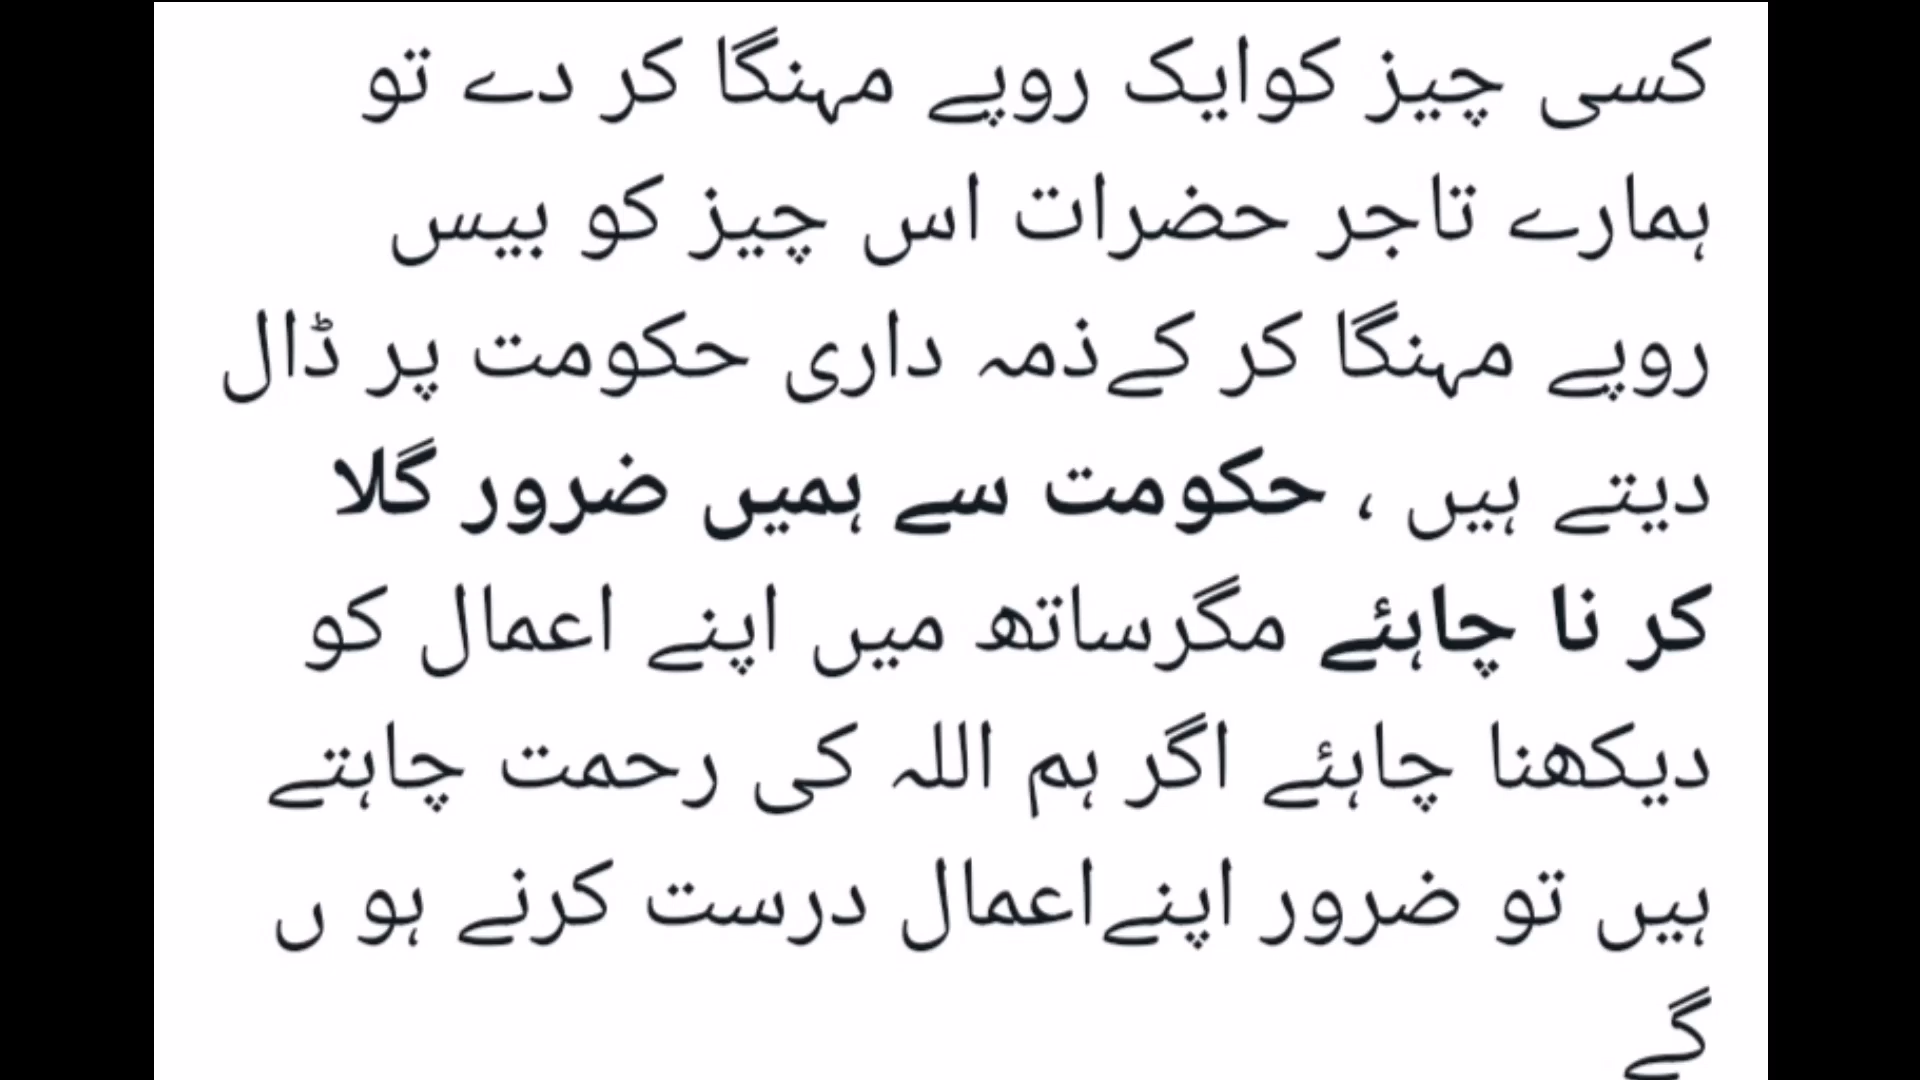 کسی چیز کوایک روپے مہنگا کر دے تو
ہمارے تاجر حضرات اس چیز کو بیس
روپے مہنگا کر کےذمہ داری حکومت پر ڈال
دیتے ہیں ، حکومت سے ہمیں ضرور گلا
کر نا چاہئے مگرساتھ میں اپنے اعمال کو
دیکھنا چاہئے اگر ہم اللہ کی رحمت چاہتے
ہیں تو ضرور اپنےاعمال درست کرنے ہو ں
گے